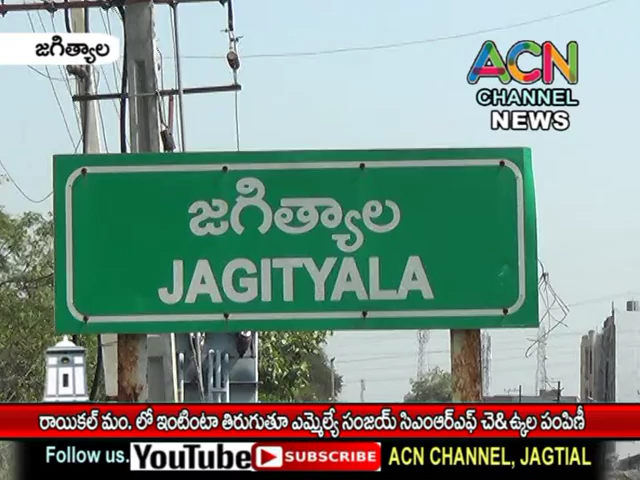 జగిత్యాల
ACN
CHANNEL
NEWS
జగిత్యాల
JAGITYALA
రాయికల్ మం. లో ఇంటింటా తిరుగుతూ ఎమ్మెల్యే సంజయ్ సిఎంఆర్ఎఫ్ చె&క్కుల పంపిణీ
Follow us. YouTube SUBSCRIBE ACN CHANNEL, JAGTIAL